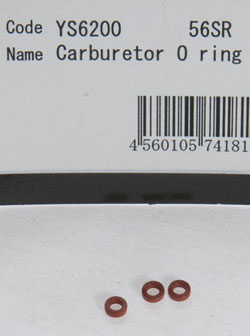 Code YS6200 56SR
Name Carburetor O ring
4 560105 74181